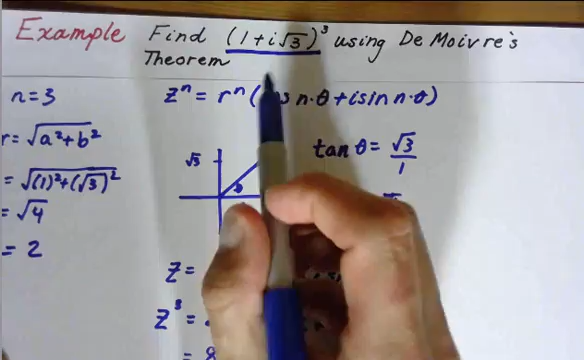 Example Find (1+i√3)³ using De Moivre's
Theorem
n=3
zⁿ = rⁿ( s n·θ + i sin n·θ)
r = √a²+b²
= √(1)²+(√3)²
= √4
= 2
√3
θ
tan θ = √3/1
z =
z³ =
= 8